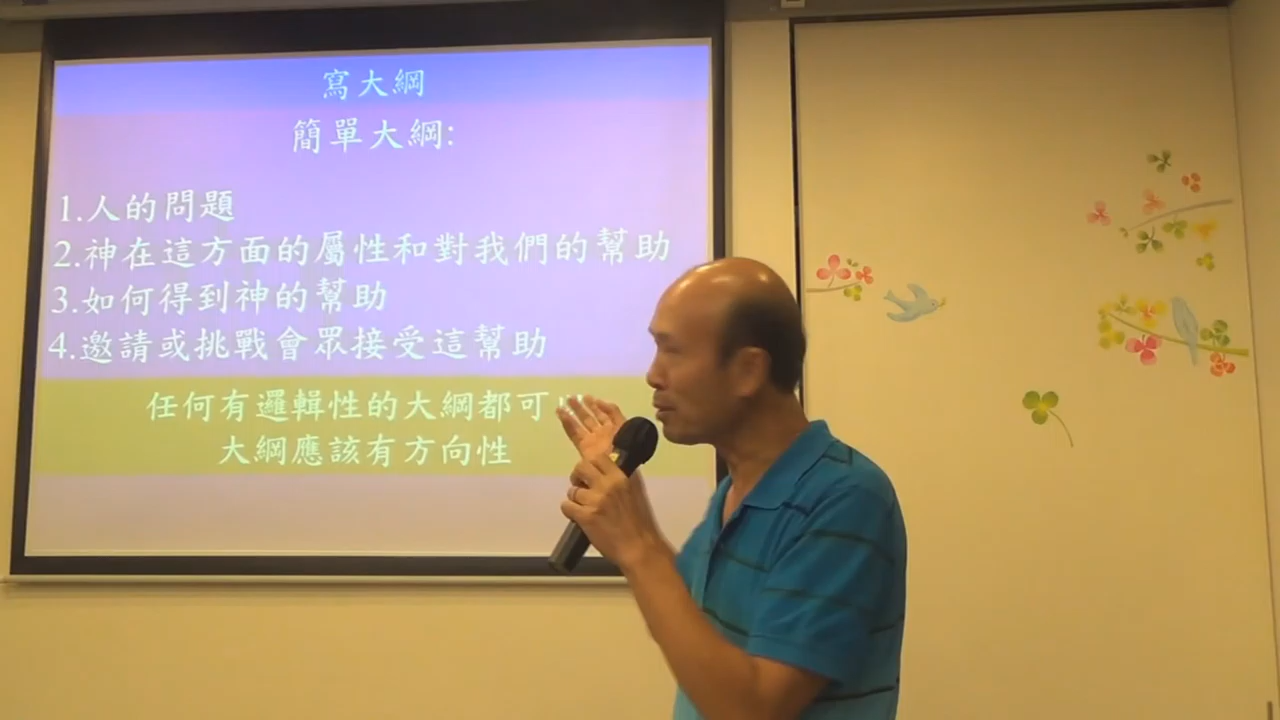 寫大綱
簡單大綱:
1.人的問題
2.神在這方面的屬性和對我們的幫助
3.如何得到神的幫助
4.邀請或挑戰會眾接受這幫助
任何有邏輯性的大綱都可
大綱應該有方向性